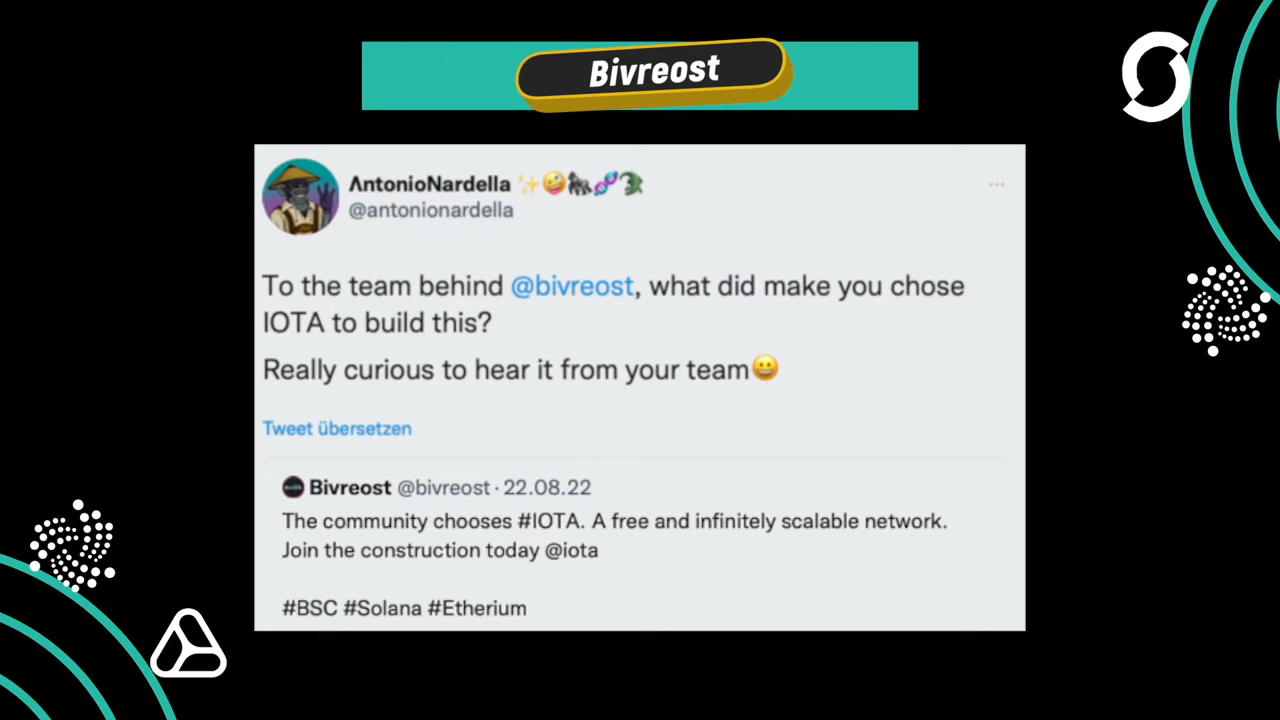 Bivreost
ΛntonioNardella ✨🤪🦍🧬🐊
@antonionardella
To the team behind @bivreost, what did make you chose
IOTA to build this?
Really curious to hear it from your team😀
Tweet übersetzen
Bivreost @bivreost · 22.08.22
The community chooses #IOTA. A free and infinitely scalable network.
Join the construction today @iota
#BSC #Solana #Etherium